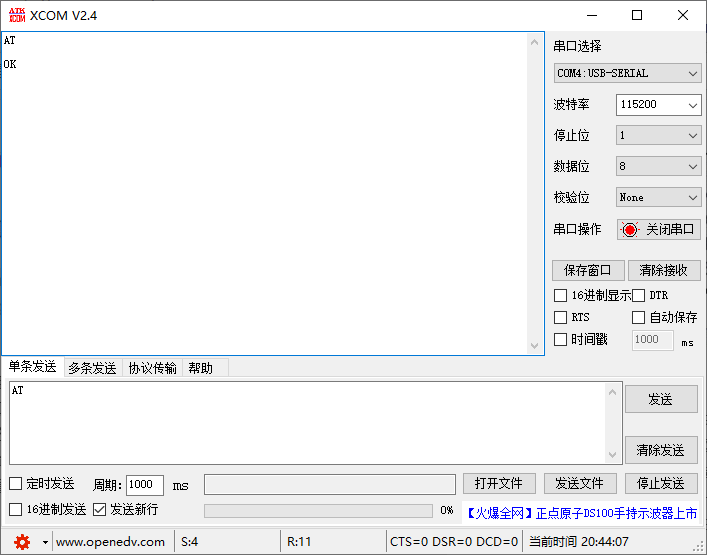 ATK XCOM XCOM V2.4
AT
OK
串口选择
COM4:USB-SERIAL
波特率 115200
停止位 1
数据位 8
校验位 None
串口操作 关闭串口
保存窗口 清除接收
16进制显示 DTR
RTS 自动保存
时间戳 1000 ms
单条发送 多条发送 协议传输 帮助
AT
发送
清除发送
定时发送 周期: 1000 ms 打开文件 发送文件 停止发送
16进制发送 发送新行 0% 【火爆全网】正点原子DS100手持示波器上市
www.openedv.com S:4 R:11 CTS=0 DSR=0 DCD=0 当前时间 20:44:07